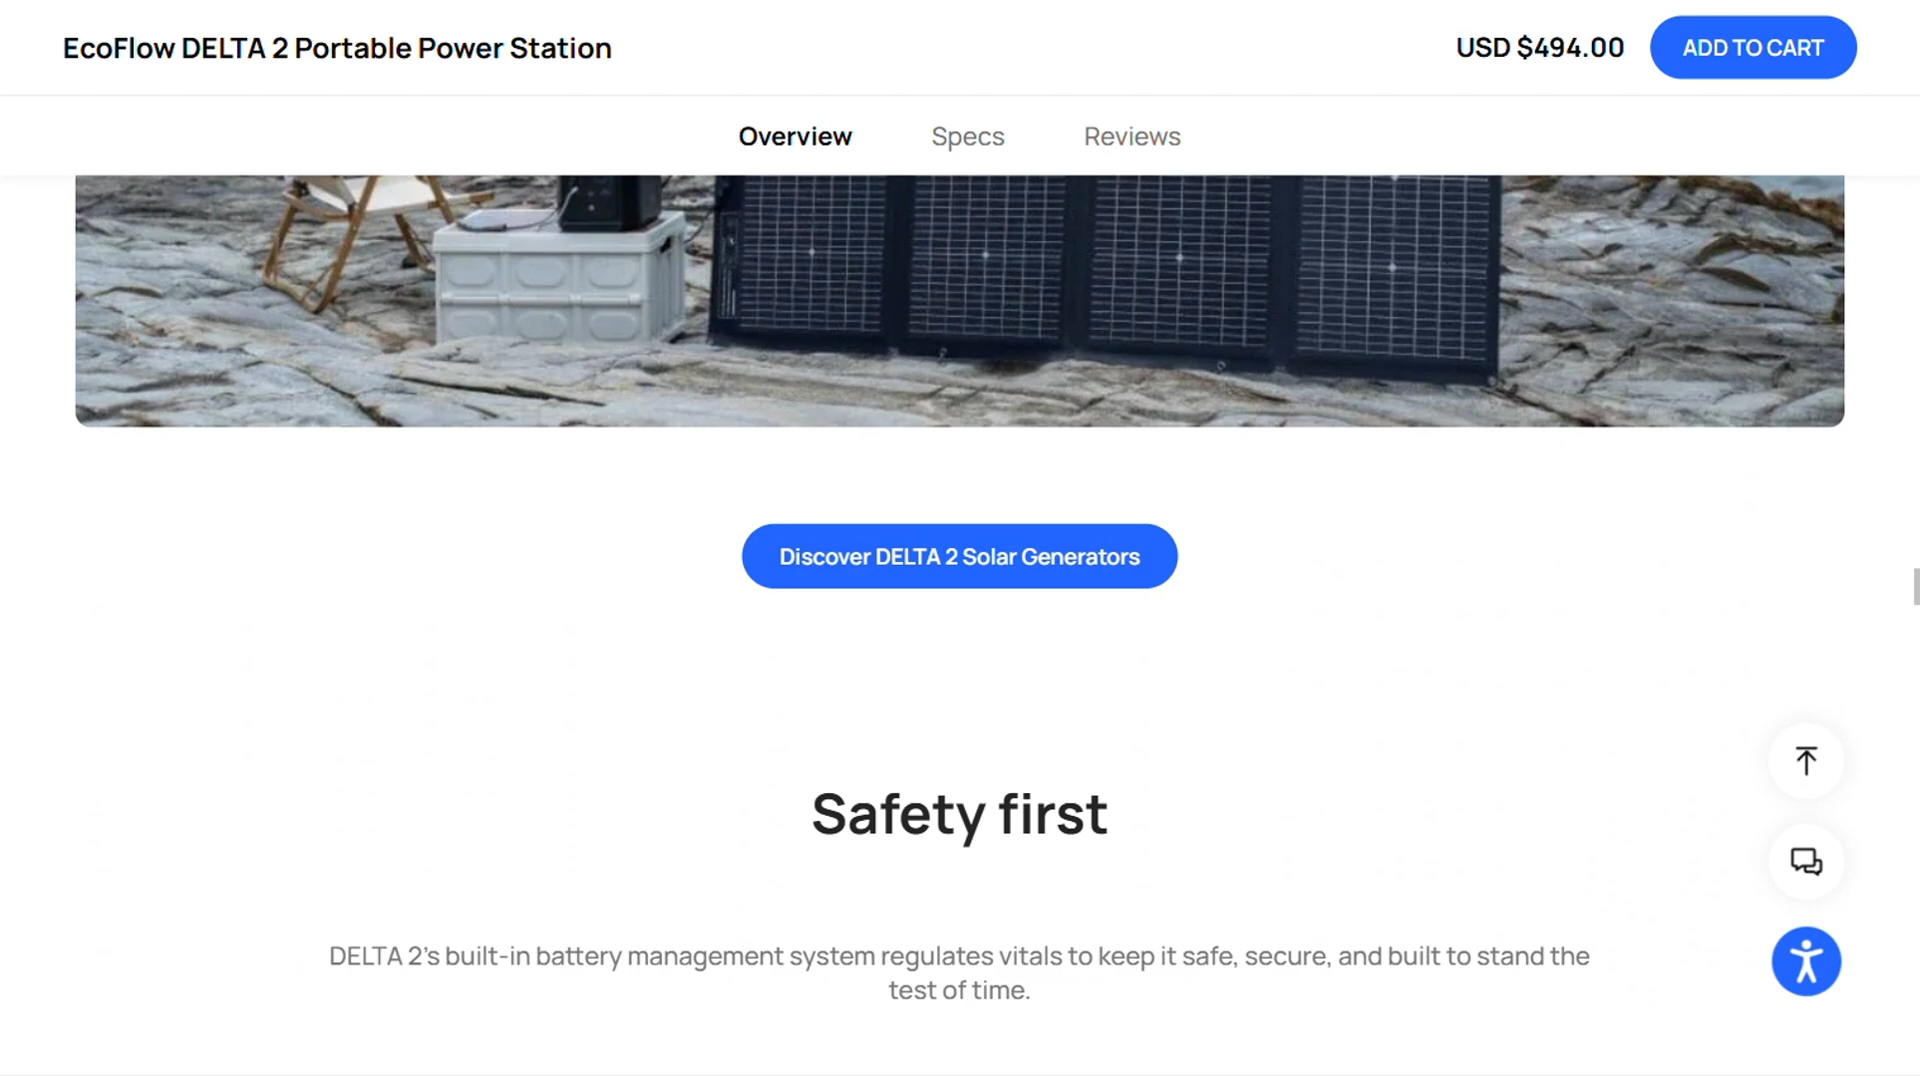 EcoFlow DELTA 2 Portable Power Station
USD $494.00
ADD TO CART
Overview
Specs
Reviews
Discover DELTA 2 Solar Generators
Safety first
DELTA 2’s built-in battery management system regulates vitals to keep it safe, secure, and built to stand the
test of time.